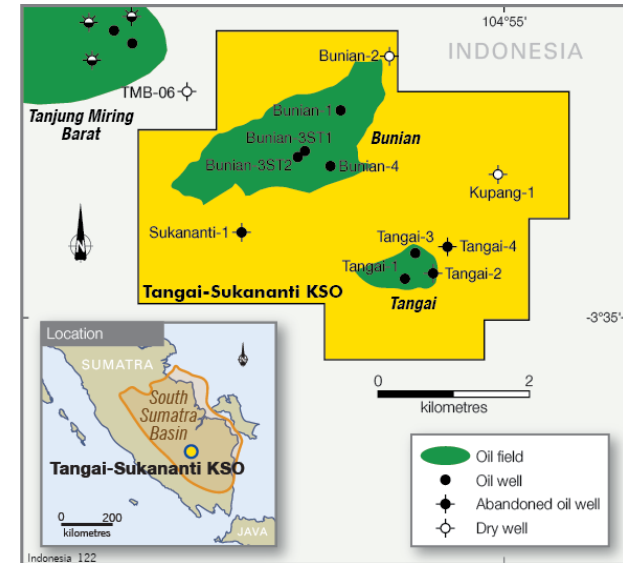 104°55'
INDONESIA
Bunian-2
TMB-06
Tanjung Miring
Barat
Bunian-1
Bunian
Bunian-3ST1
Bunian-3ST2
Bunian-4
Kupang-1
Sukananti-1
Tangai-3
Tangai-4
Tangai-1
Tangai-2
Tangai-Sukananti KSO
Tangai
-3°35'
N
Location
SUMATRA
South
Sumatra
Basin
Tangai-Sukananti KSO
0 200
kilometres
JAVA
0 2
kilometres
Oil field
Oil well
Abandoned oil well
Dry well
Indonesia 122